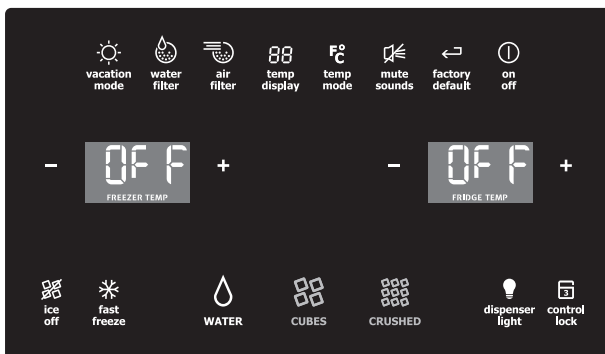 88 F° C
vacation mode water filter air filter temp display temp mode mute sounds factory default on off
- OFF + - OFF +
FREEZER TEMP FRIDGE TEMP
3
ice off fast freeze WATER CUBES CRUSHED dispenser light control lock